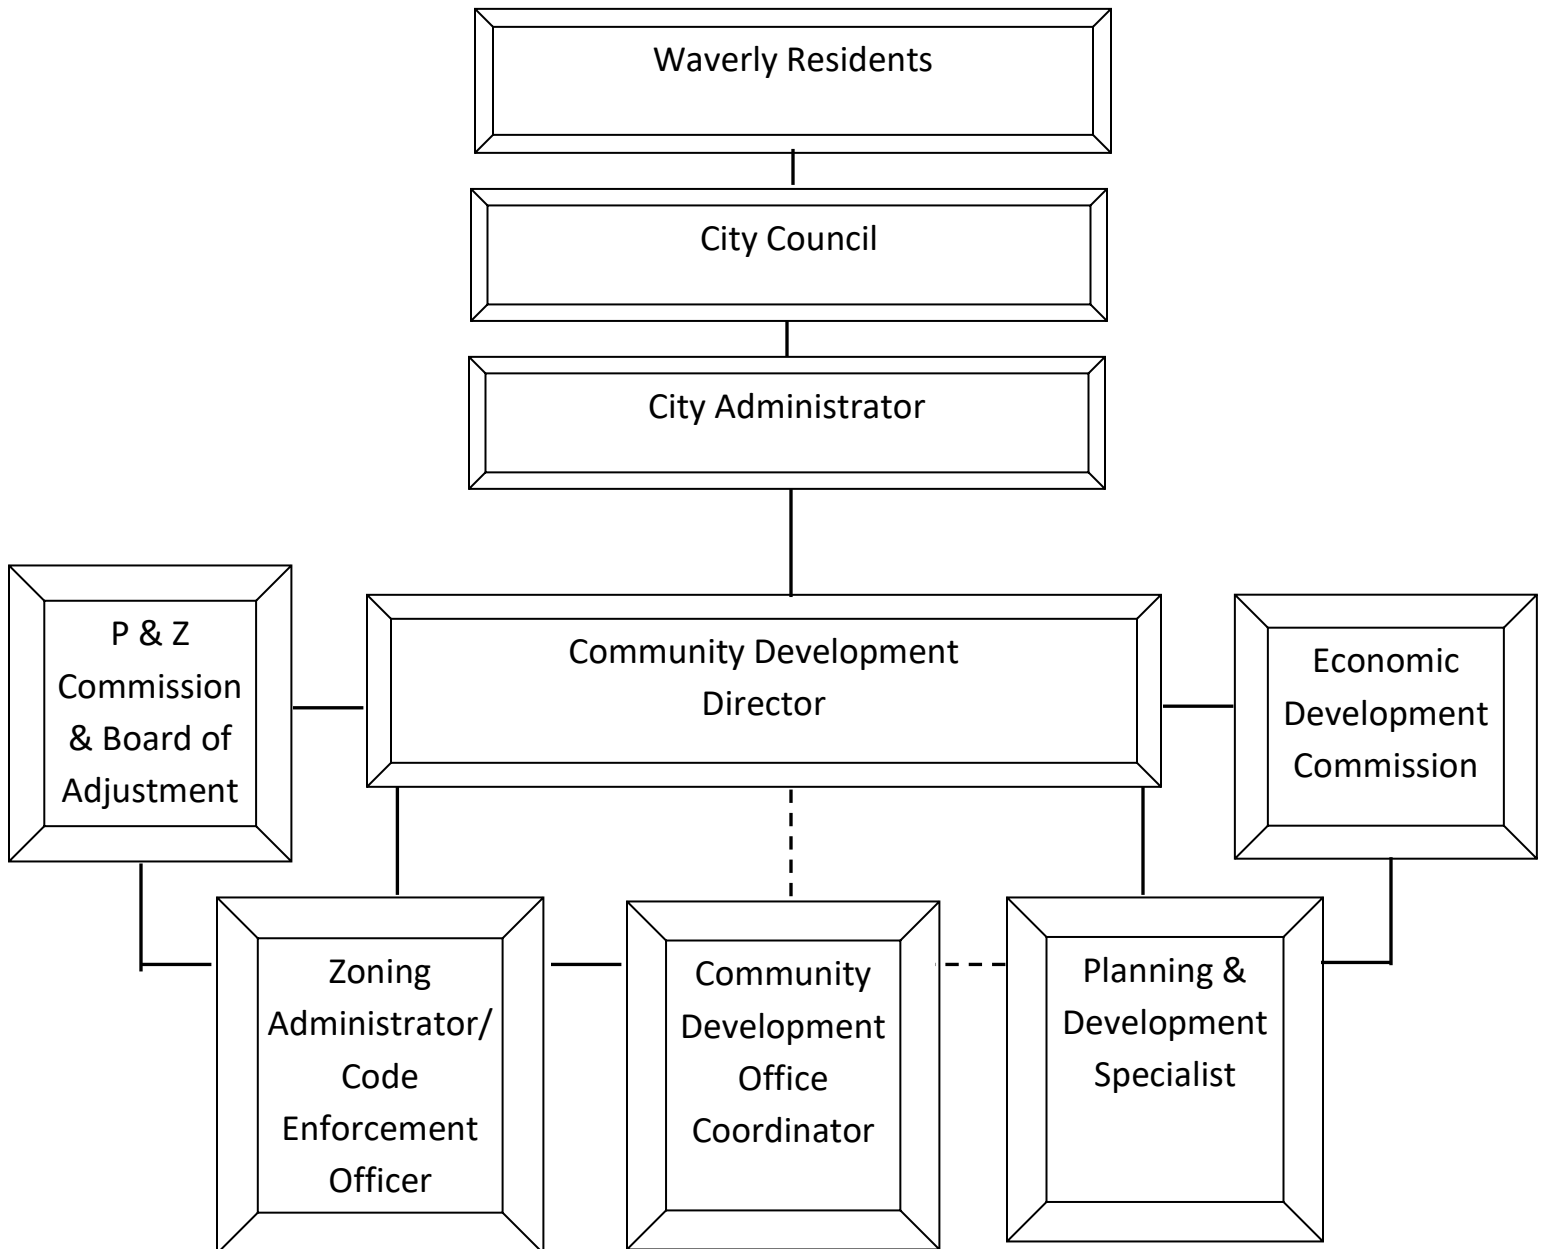 Waverly Residents
City Council
City Administrator
P & Z
Commission
& Board of
Adjustment
Community Development
Director
Economic
Development
Commission
Zoning
Administrator/
Code
Enforcement
Officer
Community
Development
Office
Coordinator
Planning &
Development
Specialist